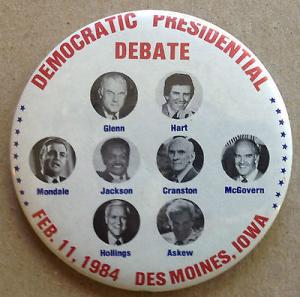 DEMOCRATIC PRESIDENTIAL
DEBATE
Glenn Hart
Mondale Jackson Cranston McGovern
Hollings Askew
FEB. 11, 1984 DES MOINES, IOWA